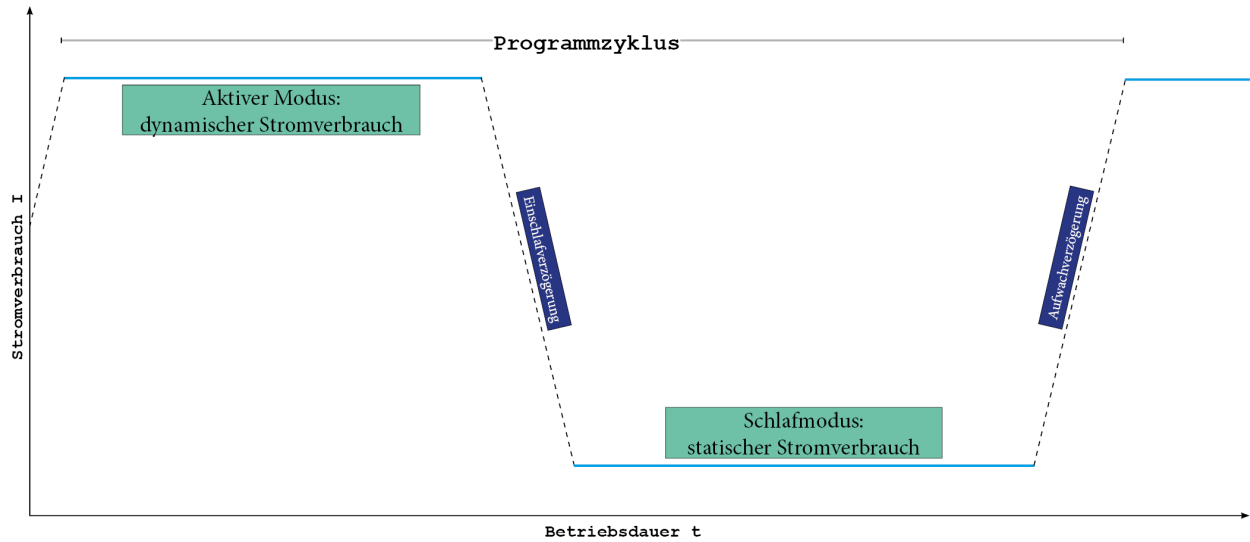 Programmzyklus
Aktiver Modus:
dynamischer Stromverbrauch
Einschlafverzögerung
Aufwachverzögerung
Stromverbrauch I
Schlafmodus:
statischer Stromverbrauch
Betriebsdauer t